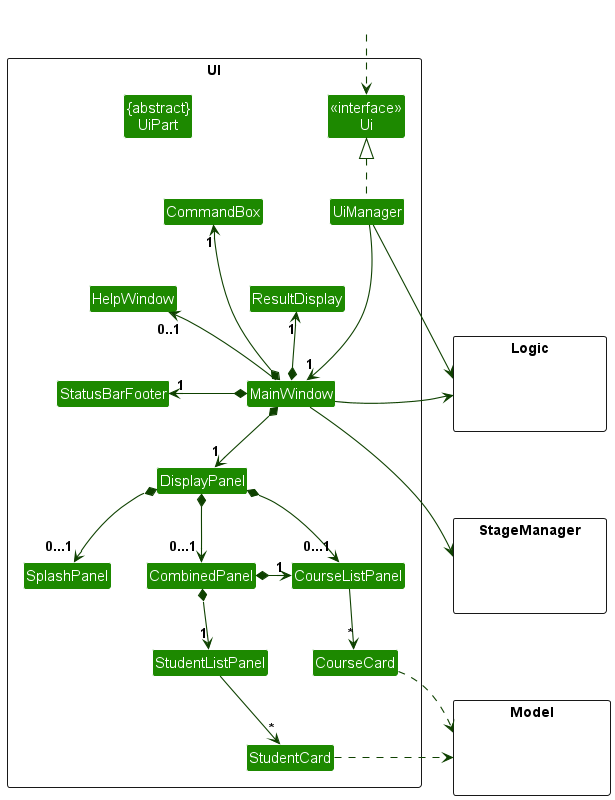 UI
{abstract}
UiPart
«interface»
Ui
CommandBox
UiManager
1
HelpWindow
ResultDisplay
0..1
1
Logic
1
StatusBarFooter
1
MainWindow
1
DisplayPanel
StageManager
0...1
0...1
0...1
SplashPanel
CombinedPanel
1
CourseListPanel
1
*
StudentListPanel
CourseCard
Model
*
StudentCard